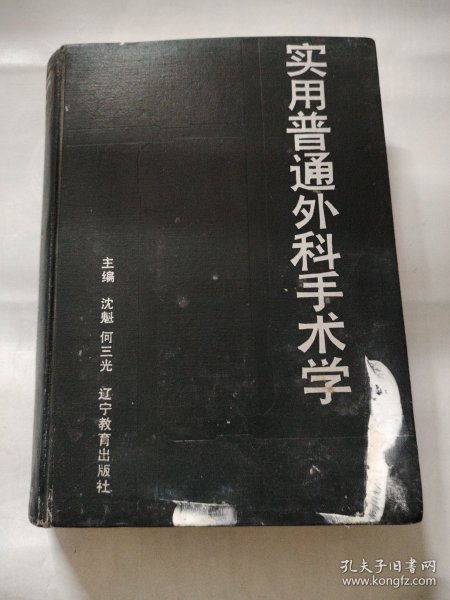 实用普通外科手术学
主编 沈魁 何三光 辽宁教育出版社
孔夫子旧书网
www.kongfz.com